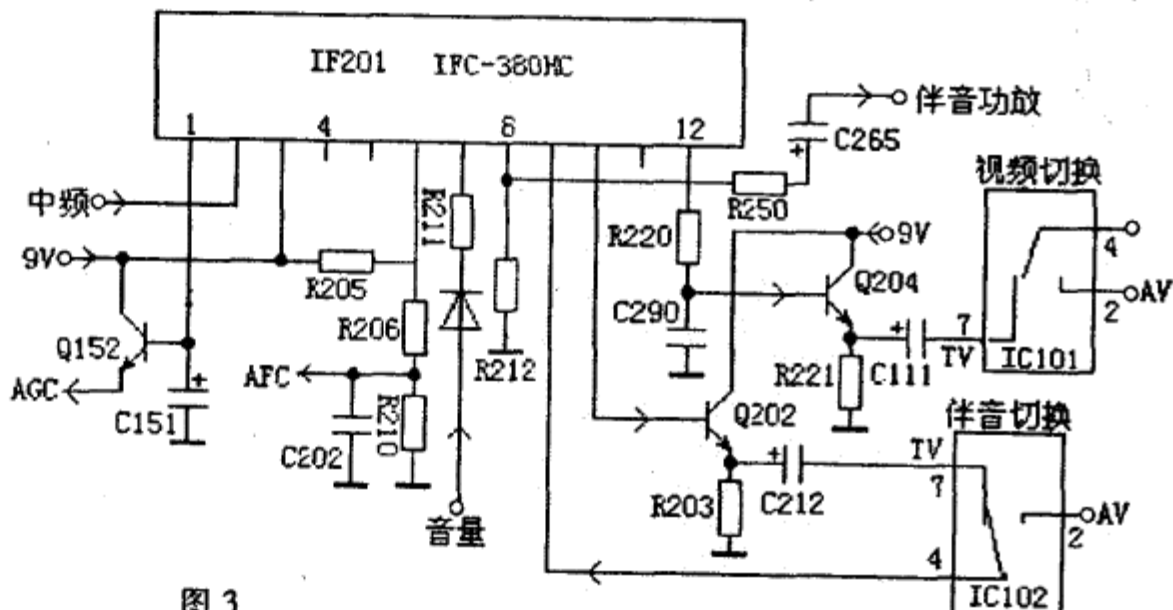 IF201 IFC-380MC
1 4 8 12
伴音功放
C265
视频切换
中频
R211
R250
R220
9V
4
9V
R205
Q204
AV
2
C290
R206
7
Q152
TV
IC101
R212
AFC
R221
C111
AGC
C151
R210
Q202
伴音切换
C202
TV
7
R203
C212
AV
2
音量
4
IC102
图 3